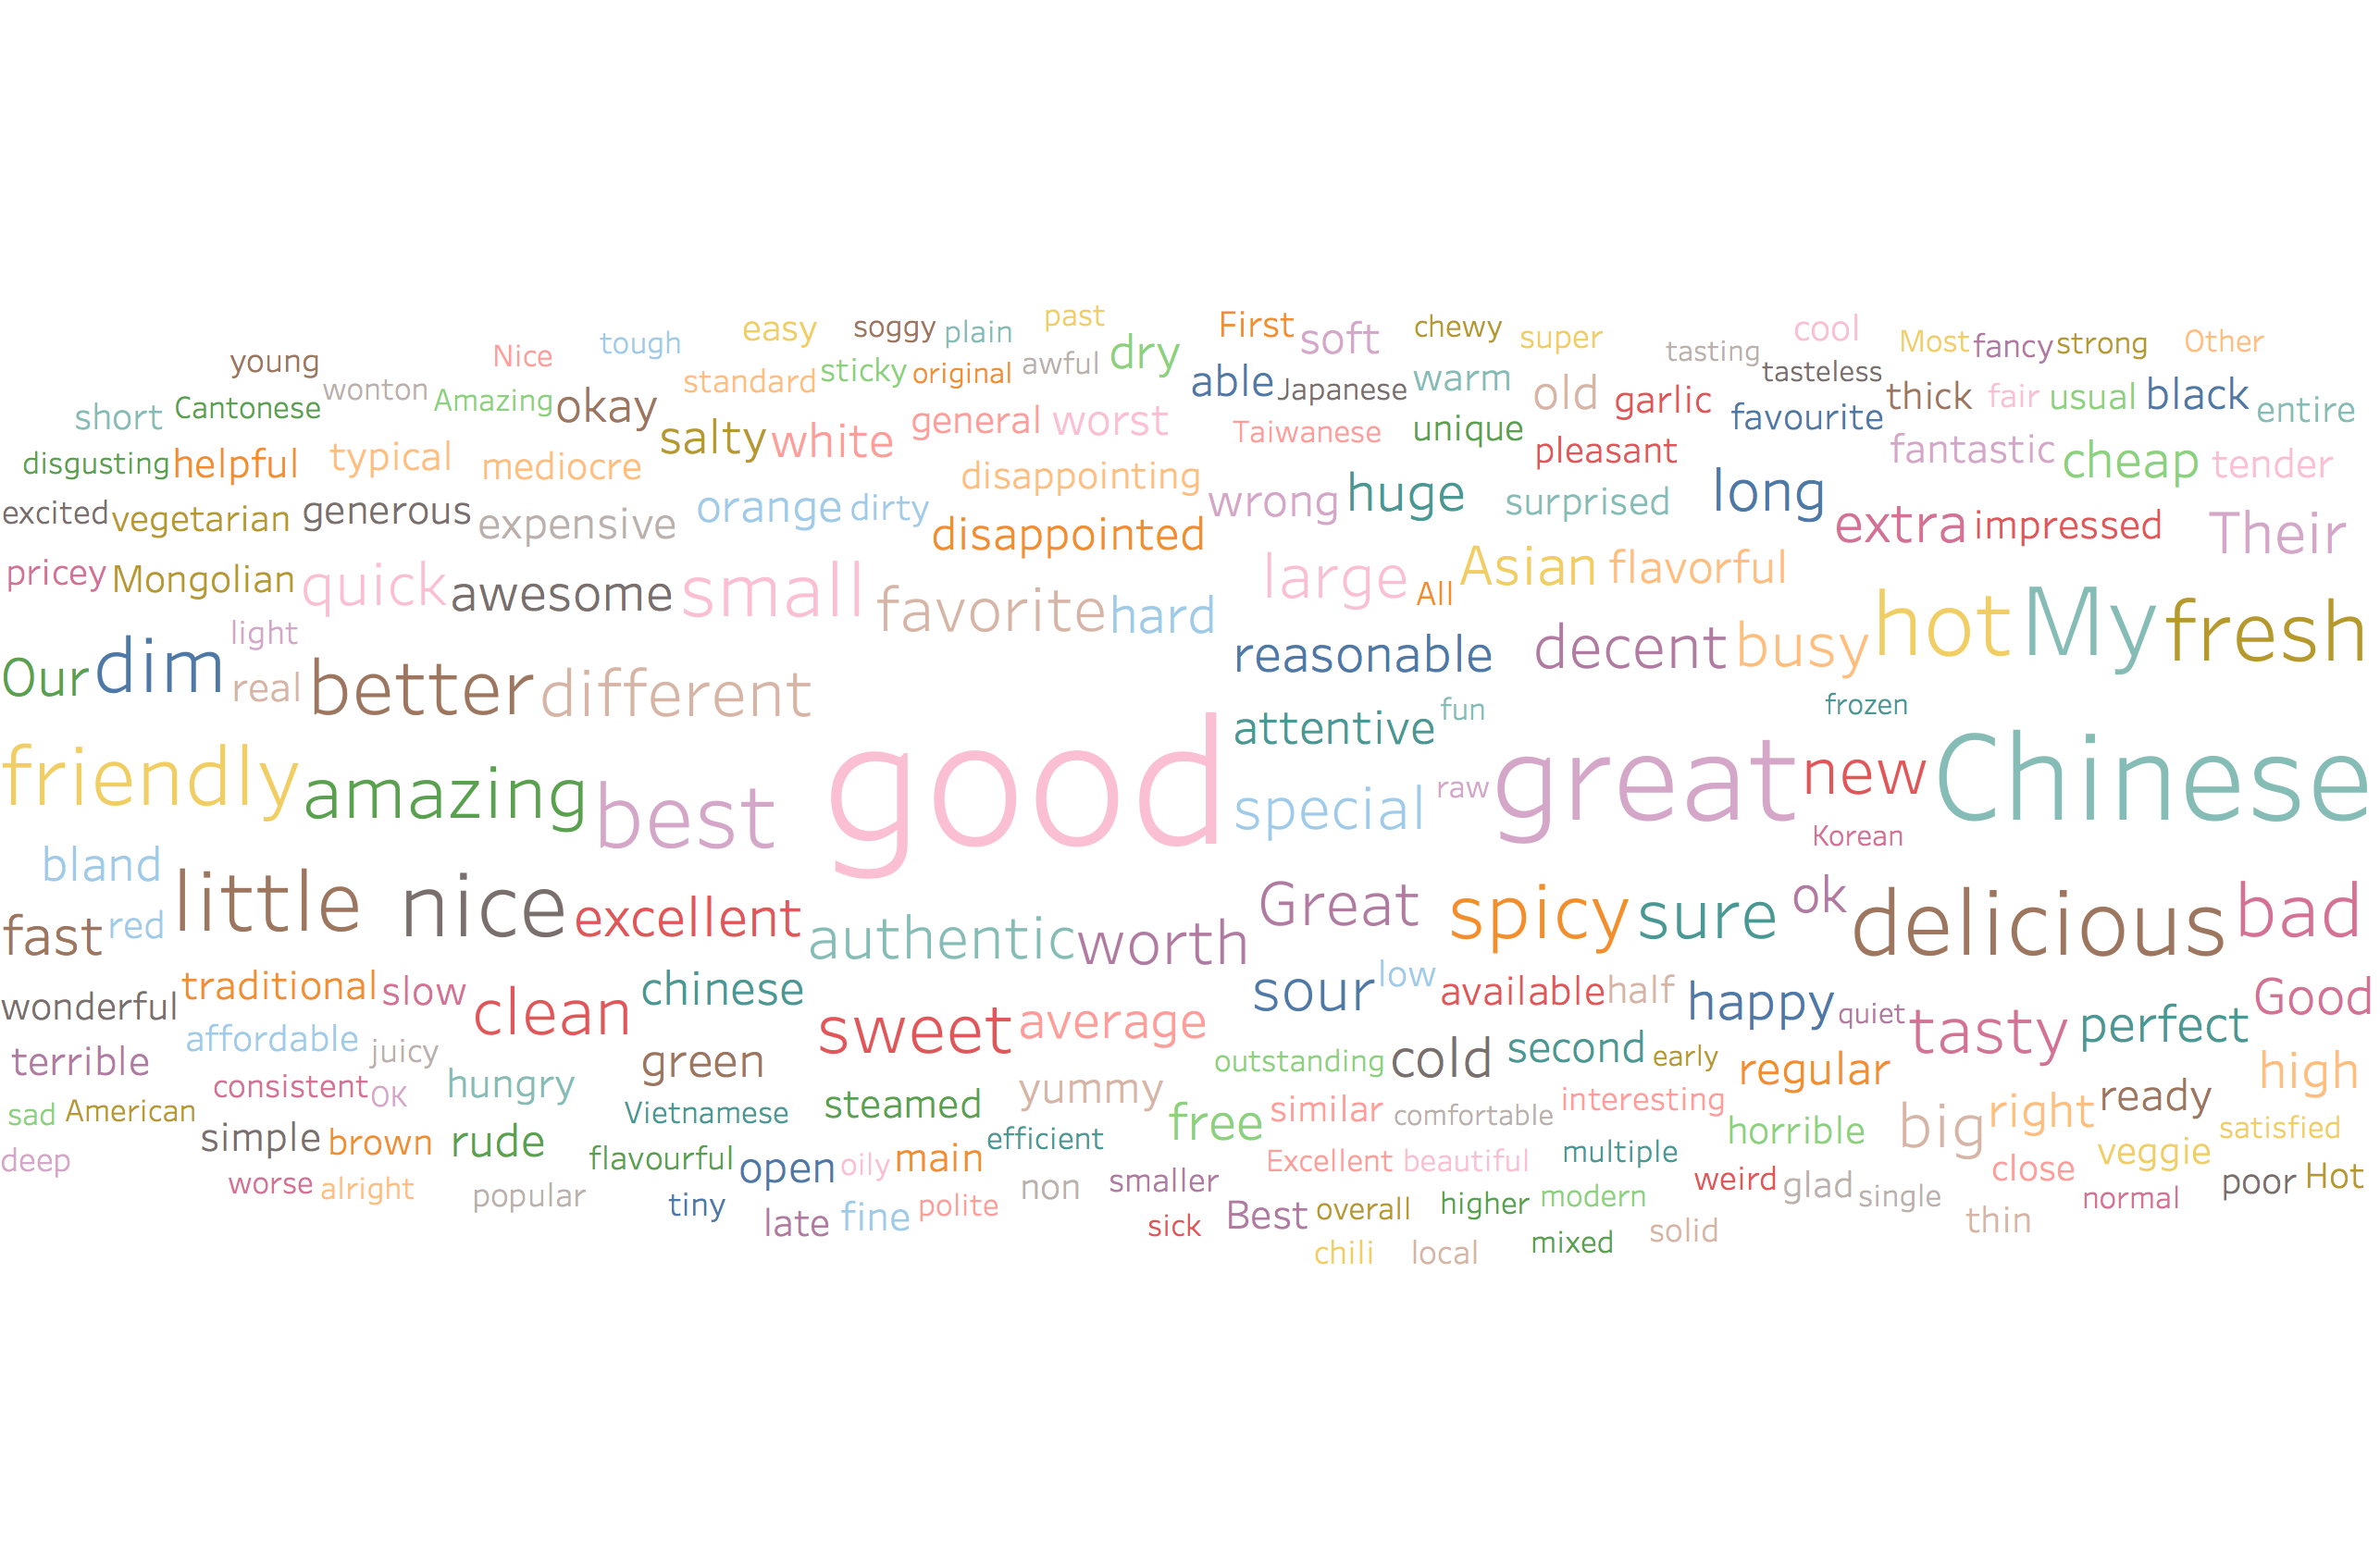 past
easy soggy plain First soft chewy super cool Most fancy strong Other
young Nice tough awful dry tasting
wonton standard sticky original able Japanese warm old garlic tasteless thick fair usual black entire
short Cantonese Amazing okay favourite
salty white general worst Taiwanese unique pleasant fantastic cheap tender
disgusting helpful typical mediocre disappointing
excited vegetarian generous expensive orange dirty disappointed wrong huge surprised long extra impressed Their
pricey Mongolian quick awesome small favorite hard large All Asian flavorful hot My fresh
Our dim light real better different reasonable decent busy
attentive fun frozen
friendly amazing best good special raw great new Chinese
Korean
bland little nice excellent Great spicy sure ok delicious bad
fast red authentic worth
wonderful traditional slow clean chinese sweet average sour low available half happy quiet tasty perfect Good
terrible affordable juicy green outstanding cold second early regular high
consistent OK hungry yummy
sad American Vietnamese steamed free similar comfortable interesting horrible big right ready satisfied
deep simple brown rude flavourful open oily main efficient Excellent beautiful multiple close veggie
worse alright popular tiny non smaller weird glad single normal poor Hot
late fine polite sick Best overall higher modern thin
chili local mixed solid